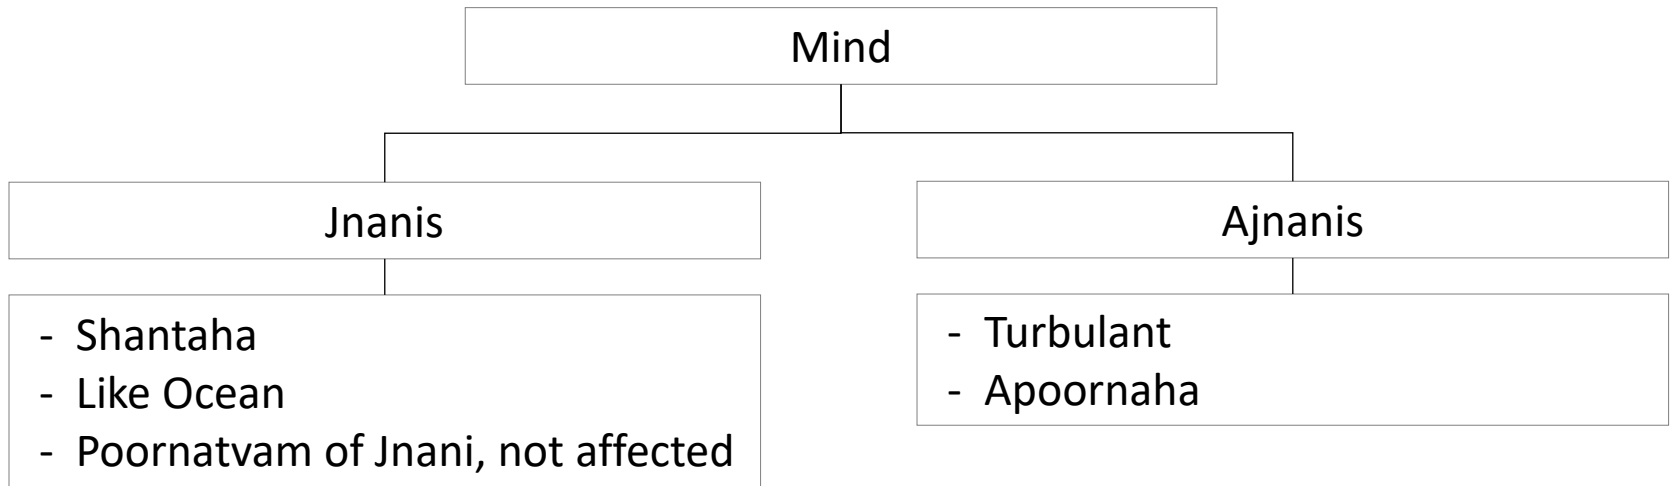 Mind
Jnanis
- Shantaha
- Like Ocean
- Poornatvam of Jnani, not affected
Ajnanis
- Turbulant
- Apoornaha